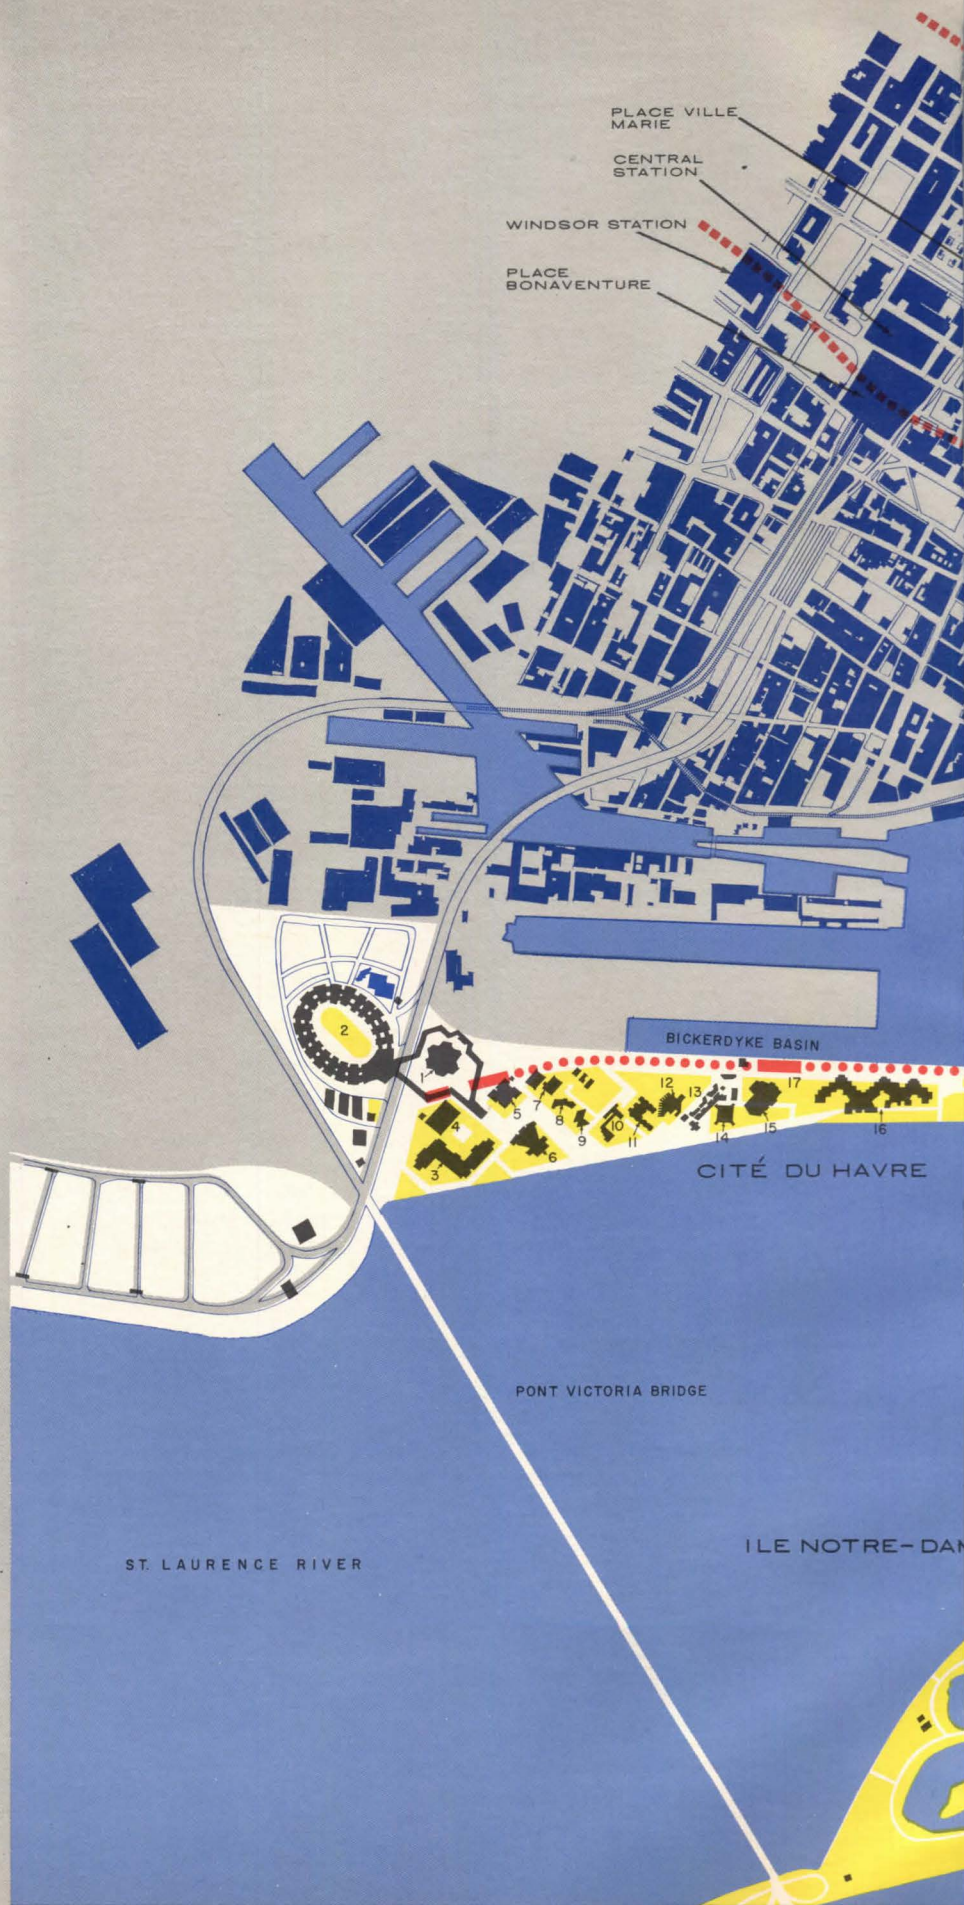 PLACE VILLE
MARIE
CENTRAL
STATION
WINDSOR STATION
PLACE
BONAVENTURE
2
BICKERDYKE BASIN
1
17
12
13
7
5
8
4
10
9
11
14
15
16
6
3
CITÉ DU HAVRE
PONT VICTORIA BRIDGE
ILE NOTRE-DAM
ST. LAURENCE RIVER